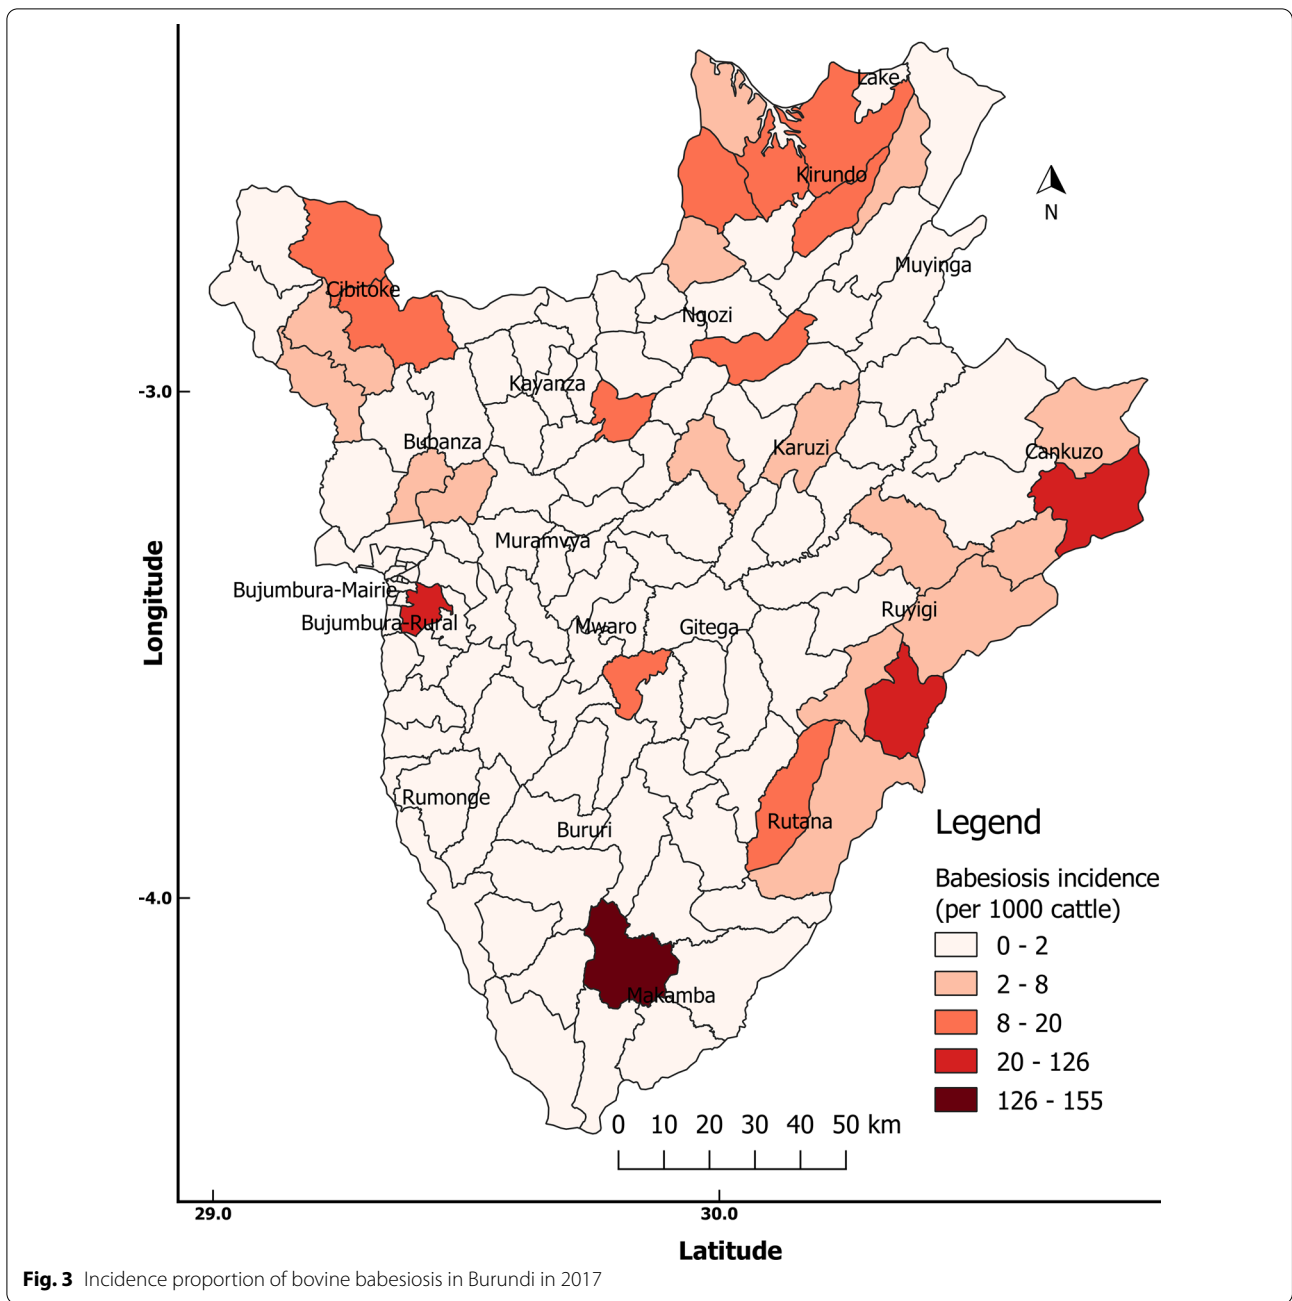 Lake
Kirundo
N
Muyinga
Cibitoke
Ngozi
Kayanza
-3.0
Bubanza
Karuzi
Cankuzo
Muramvya
Longitude
Bujumbura-Mairie
Ruyigi
Bujumbura-Rural
Mwaro
Gitega
Rumonge
Bururi
Rutana
Legend
Babesiosis incidence
(per 1000 cattle)
-4.0
0 - 2
2 - 8
Makamba
8 - 20
20 - 126
126 - 155
0 10 20 30 40 50 km
29.0 30.0
Latitude
Fig. 3 Incidence proportion of bovine babesiosis in Burundi in 2017